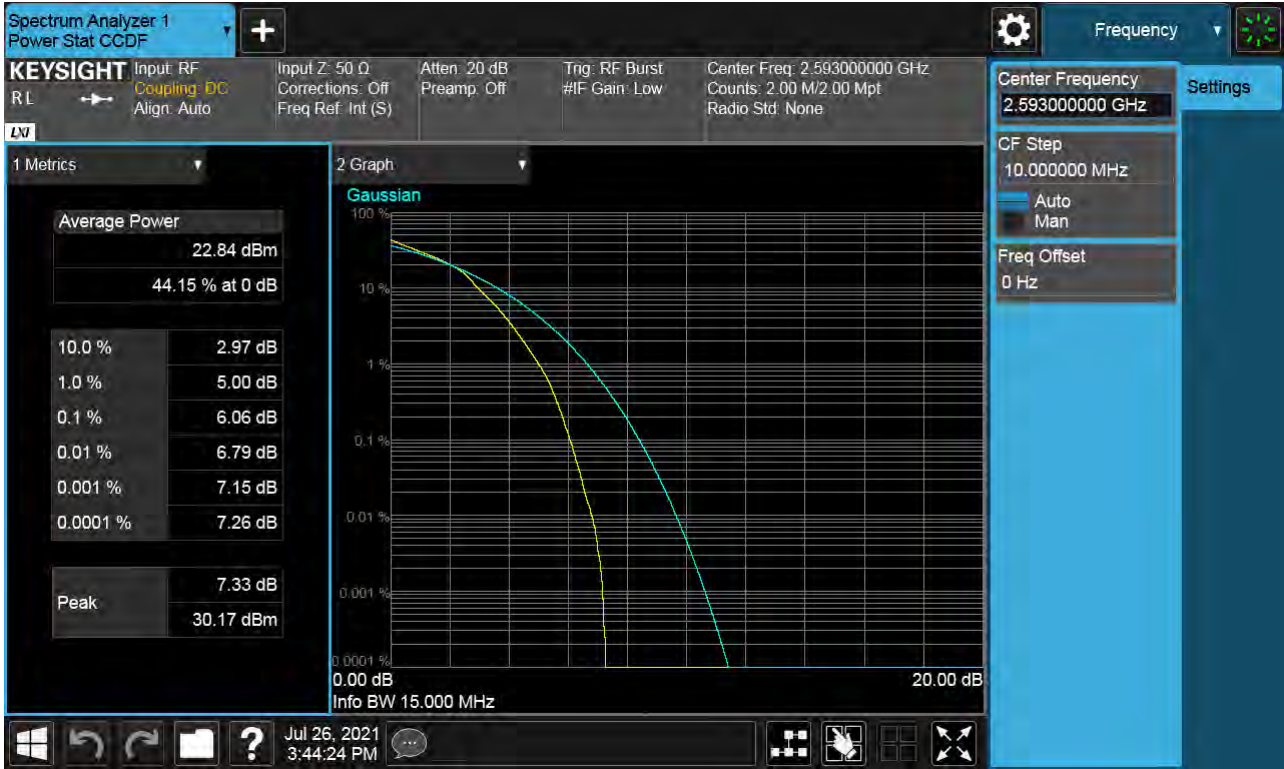 Spectrum Analyzer 1
Power Stat CCDF
+
Frequency
KEYSIGHT
R L
LXI
Input: RF
Coupling: DC
Align: Auto
Input Z: 50 Ω
Corrections: Off
Freq Ref: Int (S)
Atten: 20 dB
Preamp: Off
Trig: RF Burst
#IF Gain: Low
Center Freq: 2.593000000 GHz
Counts: 2.00 M/2.00 Mpt
Radio Std: None
Center Frequency
2.593000000 GHz
Settings
CF Step
10.000000 MHz
Auto
Man
Freq Offset
0 Hz
1 Metrics
Average Power
22.84 dBm
44.15 % at 0 dB
10.0 % 2.97 dB
1.0 % 5.00 dB
0.1 % 6.06 dB
0.01 % 6.79 dB
0.001 % 7.15 dB
0.0001 % 7.26 dB
Peak
7.33 dB
30.17 dBm
2 Graph
Gaussian
100 %
10 %
1 %
0.1 %
0.01 %
0.001 %
0.0001 %
0.00 dB 20.00 dB
Info BW 15.000 MHz
?
Jul 26, 2021
3:44:24 PM